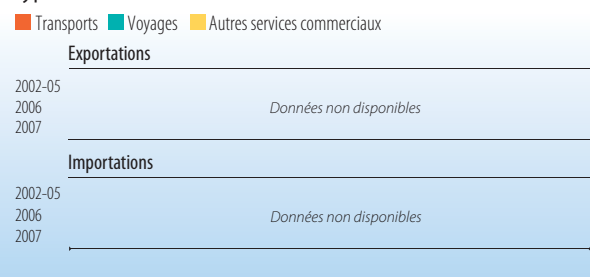 Transports Voyages Autres services commerciaux
Exportations
2002-05
2006 Données non disponibles
2007
Importations
2002-05
2006 Données non disponibles
2007